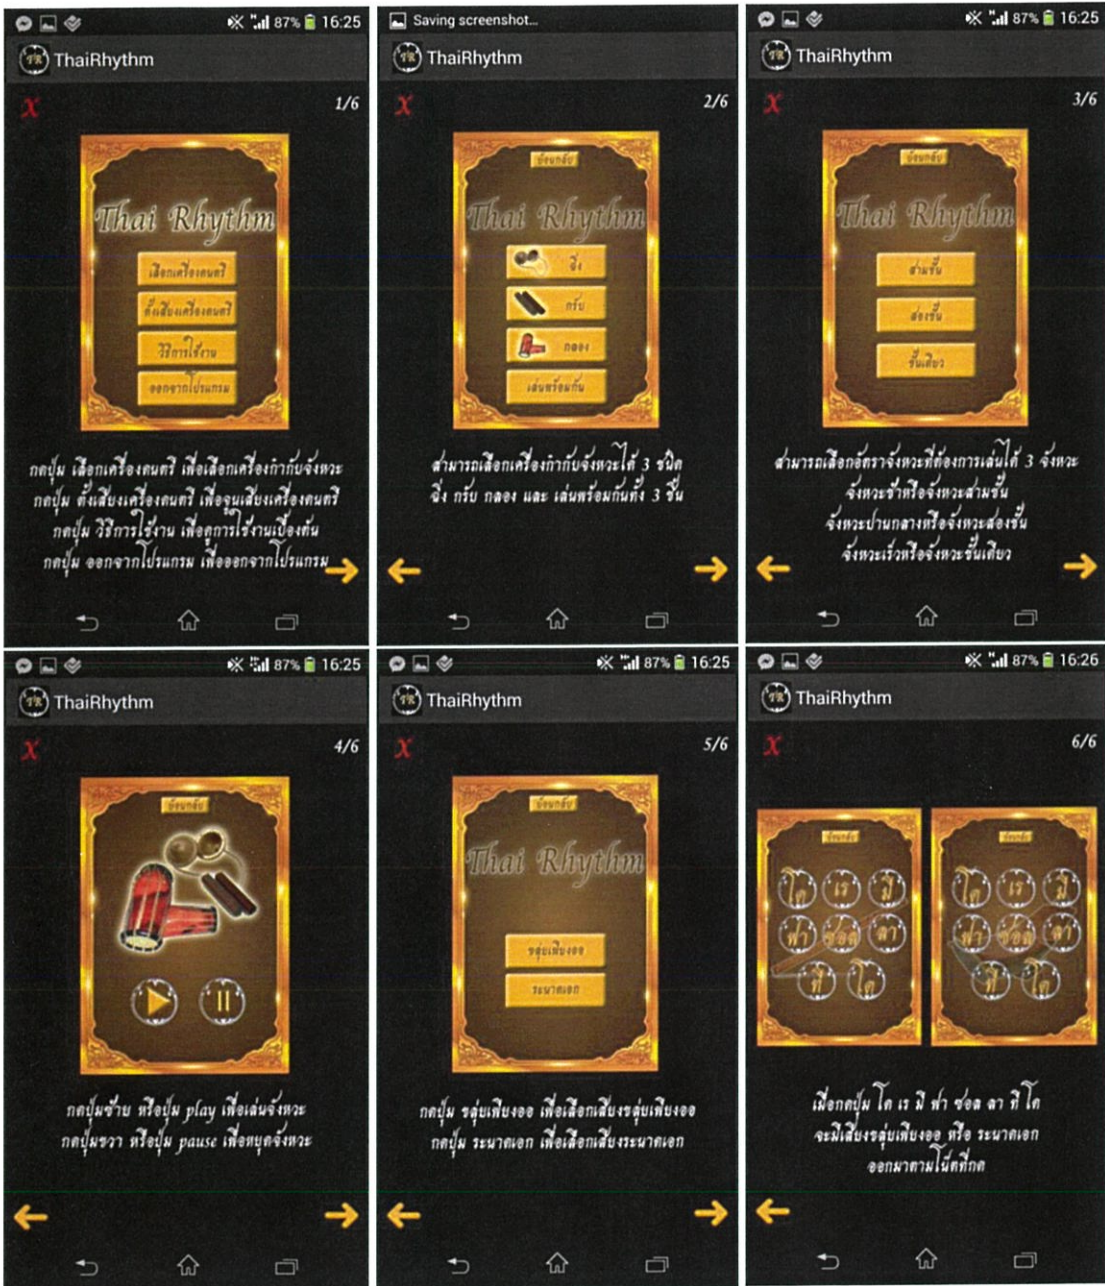 87% 16:25
ThaiRhythm
X 1/6
Thai Rhythm
เลือกเครื่องดนตรี
ตั้งเสียงเครื่องดนตรี
วิธีการใช้งาน
ออกจากโปรแกรม
กดปุ่ม เลือกเครื่องดนตรี เพื่อเลือกเครื่องกำกับจังหวะ
กดปุ่ม ตั้งเสียงเครื่องดนตรี เพื่อจูนเสียงเครื่องดนตรี
กดปุ่ม วิธีการใช้งาน เพื่อดูการใช้งานเบื้องต้น
กดปุ่ม ออกจากโปรแกรม เพื่อออกจากโปรแกรม
Saving screenshot...
ThaiRhythm
X 2/6
ย้อนกลับ
Thai Rhythm
ฉิ่ง
กรับ
กลอง
เล่นพร้อมกัน
สามารถเลือกเครื่องกำกับจังหวะได้ 3 ชนิด
ฉิ่ง กรับ กลอง และ เล่นพร้อมกันทั้ง 3 ชิ้น
87% 16:25
ThaiRhythm
X 3/6
ย้อนกลับ
Thai Rhythm
สามชั้น
สองชั้น
ชั้นเดียว
สามารถเลือกอัตราจังหวะที่ต้องการเล่นได้ 3 จังหวะ
จังหวะช้าหรือจังหวะสามชั้น
จังหวะปานกลางหรือจังหวะสองชั้น
จังหวะเร็วหรือจังหวะชั้นเดียว
87% 16:25
ThaiRhythm
X 4/6
ย้อนกลับ
กดปุ่มซ้าย หรือปุ่ม play เพื่อเล่นจังหวะ
กดปุ่มขวา หรือปุ่ม pause เพื่อหยุดจังหวะ
87% 16:25
ThaiRhythm
X 5/6
ย้อนกลับ
Thai Rhythm
ขลุ่ยเพียงออ
ระนาดเอก
กดปุ่ม ขลุ่ยเพียงออ เพื่อเลือกเสียงขลุ่ยเพียงออ
กดปุ่ม ระนาดเอก เพื่อเลือกเสียงระนาดเอก
87% 16:26
ThaiRhythm
X 6/6
ย้อนกลับ
โด เร มี
ฟา ซอล ลา
ที โด
ย้อนกลับ
โด เร มี
ฟา ซอล ลา
ที โด
เมื่อกดปุ่ม โด เร มี ฟา ซอล ลา ที โด
จะมีเสียงขลุ่ยเพียงออ หรือ ระนาดเอก
ออกมาตามโน้ตที่กด